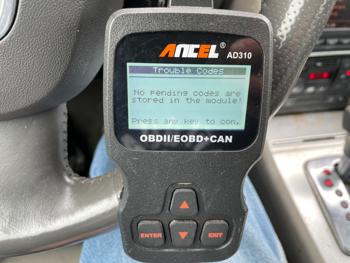 ANCEL®
AD310
Trouble Codes
No pending codes are
stored in the module!
Press any key to con.
OBDII/EOBD+CAN
ENTER
EXIT